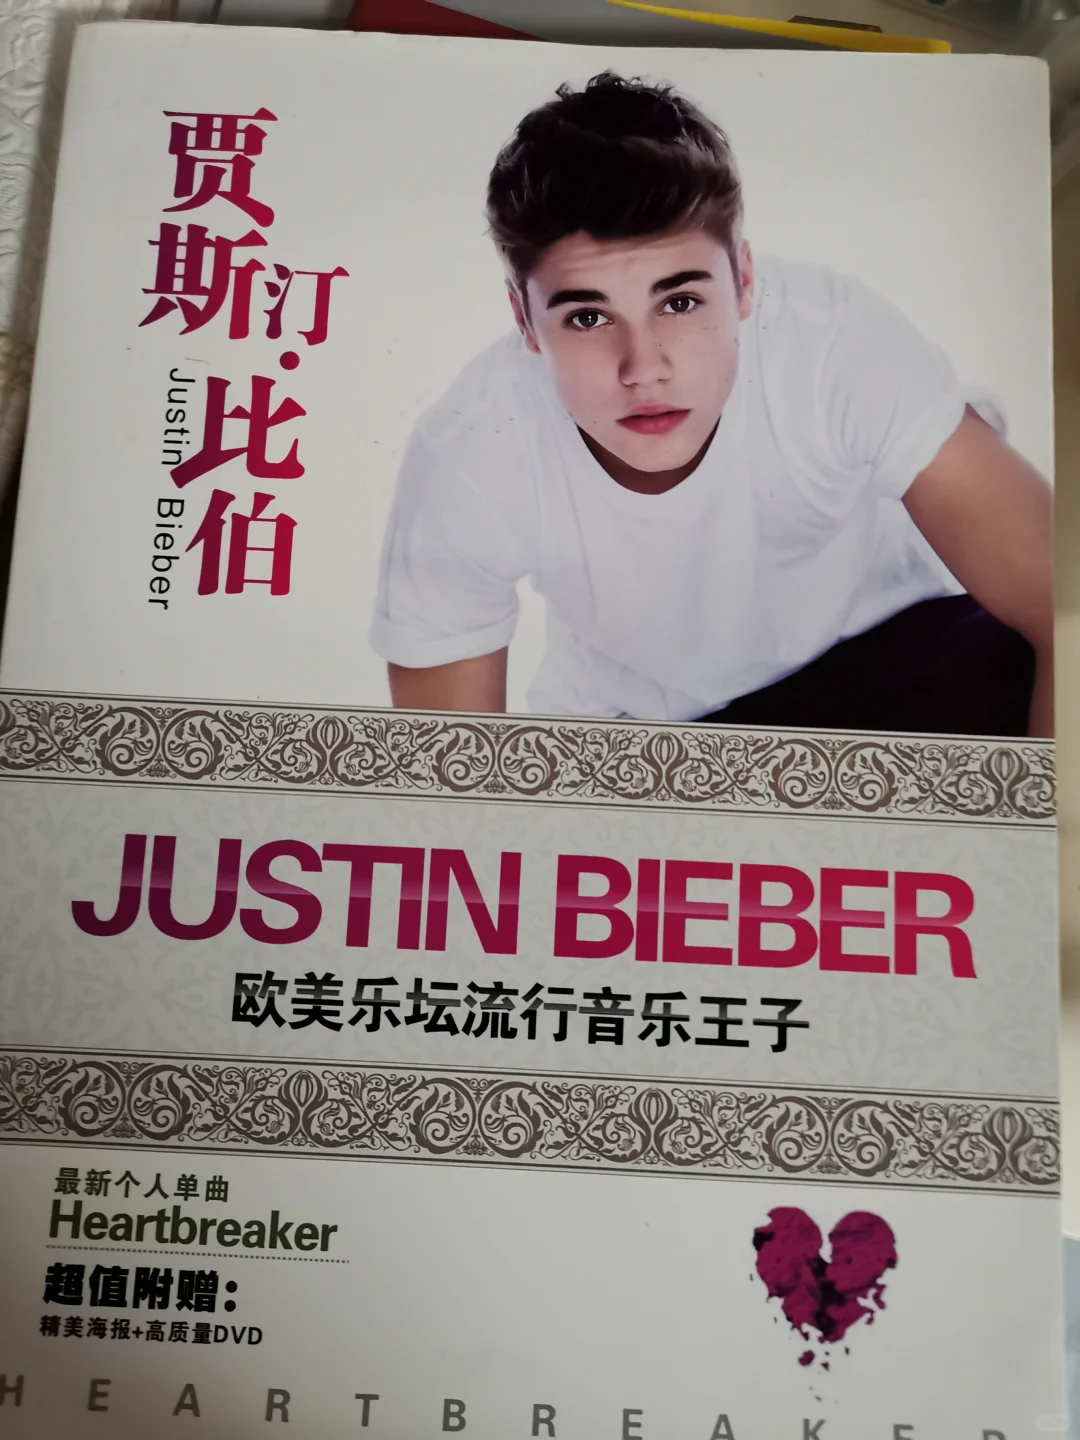 贾斯汀·比伯
Justin Bieber
JUSTIN BIEBER
欧美乐坛流行音乐王子
最新个人单曲
Heartbreaker
超值附赠：
精美海报+高质量DVD
HEARTBREAKER